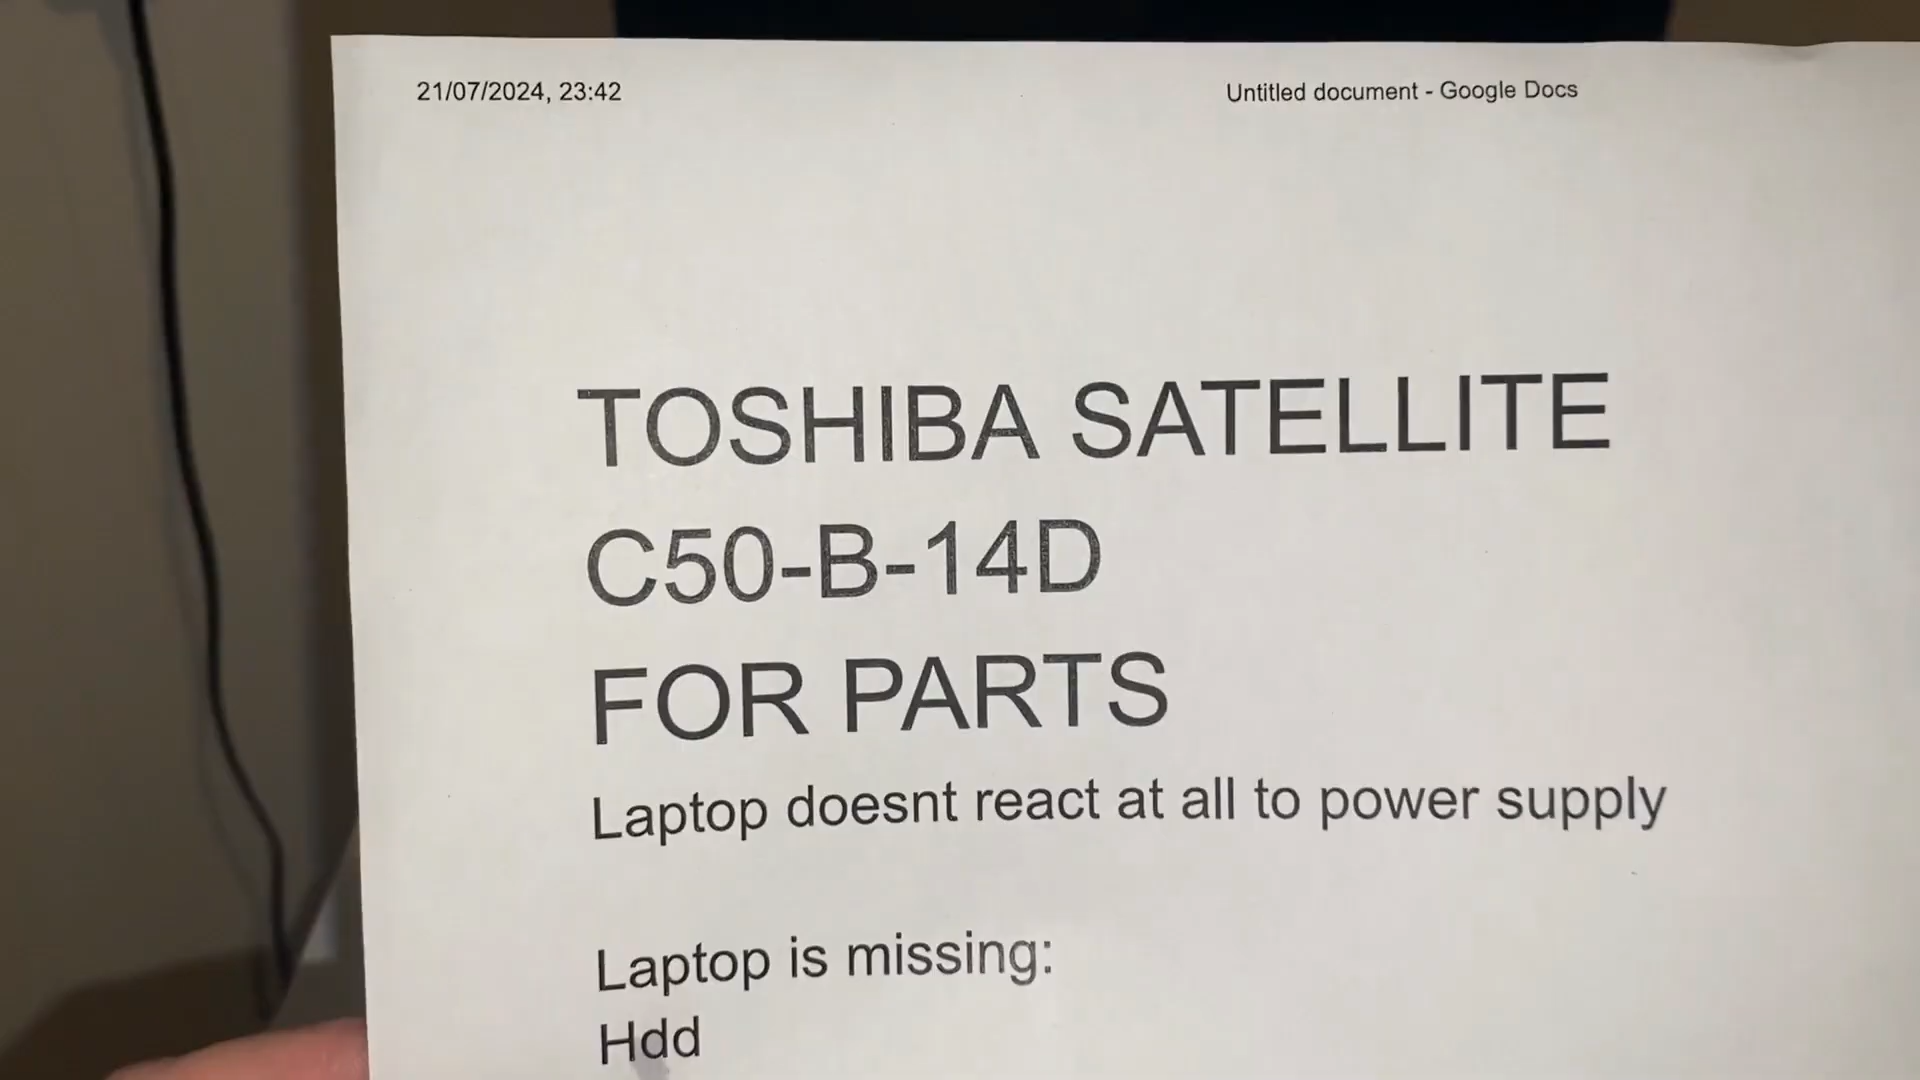 21/07/2024, 23:42 Untitled document - Google Docs
TOSHIBA SATELLITE
C50-B-14D
FOR PARTS
Laptop doesnt react at all to power supply
Laptop is missing:
Hdd